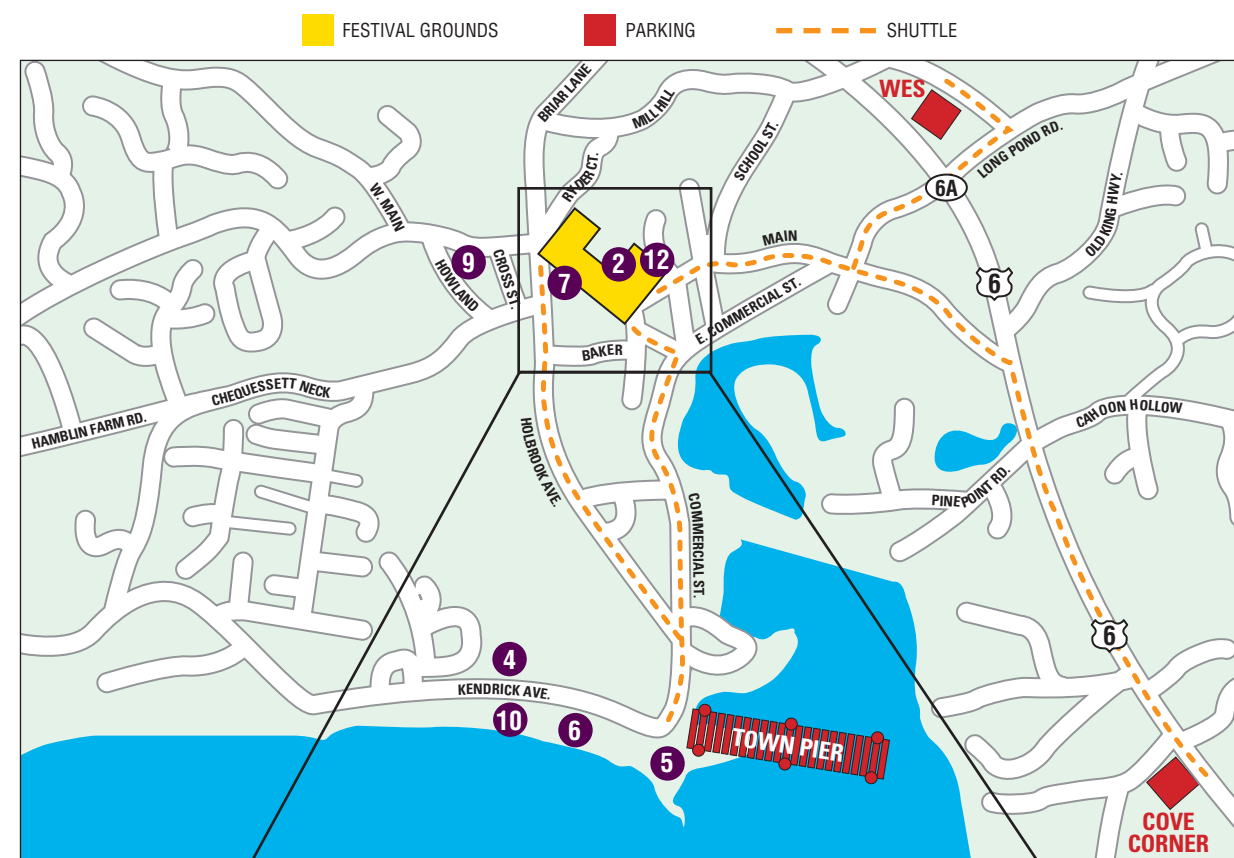 FESTIVAL GROUNDS
PARKING
SHUTTLE
BRIAR LANE
MILL HILL
WES
RYDER CT.
SCHOOL ST.
LONG POND RD.
6A
W. MAIN
OLD KING HWY.
MAIN
9
HOWLAND
CROSS ST.
7
2
12
6
E. COMMERCIAL ST.
BAKER
CHEQUESSETT NECK
HAMBLIN FARM RD.
CAHOON HOLLOW
HOLBROOK AVE.
PINEPOINT RD.
COMMERCIAL ST.
6
4
KENDRICK AVE.
10
6
5
TOWN PIER
COVE
CORNER